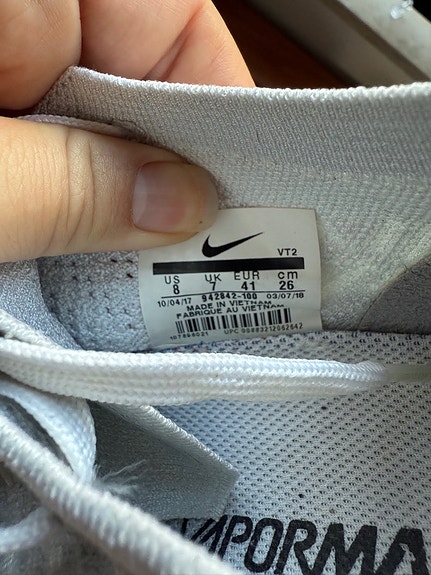 VT2
US UK EUR cm
8 7 41 26
10/04/17 942842-100 03/07/18
MADE IN VIETNAM
FABRIQUE AU VIETNAM
VAPORMA